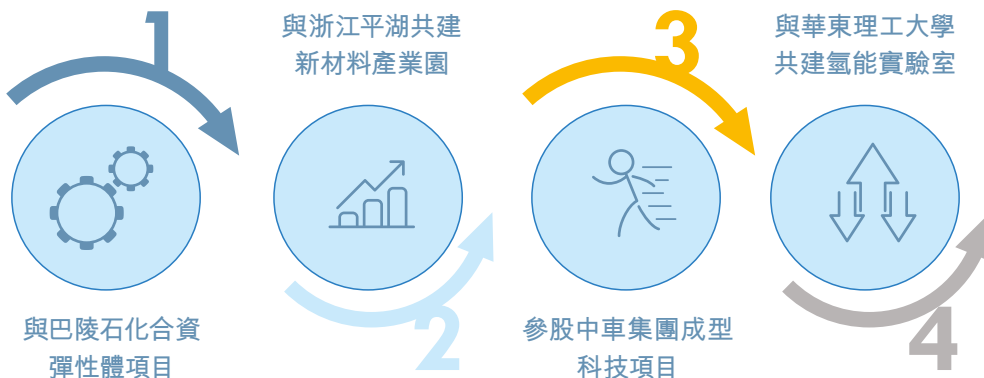 1
與巴陵石化合資
彈性體項目
與浙江平湖共建
新材料產業園
2
3
參股中車集團成型
科技項目
與華東理工大學
共建氫能實驗室
4